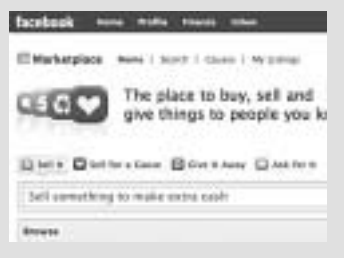 facebook Home Profile Friends Inbox
Marketplace Home | Search | Causes | My Listings
The place to buy, sell and
give things to people you k
Sell It Sell for a Cause Give It Away Ask for It
Sell something to make extra cash
Browse